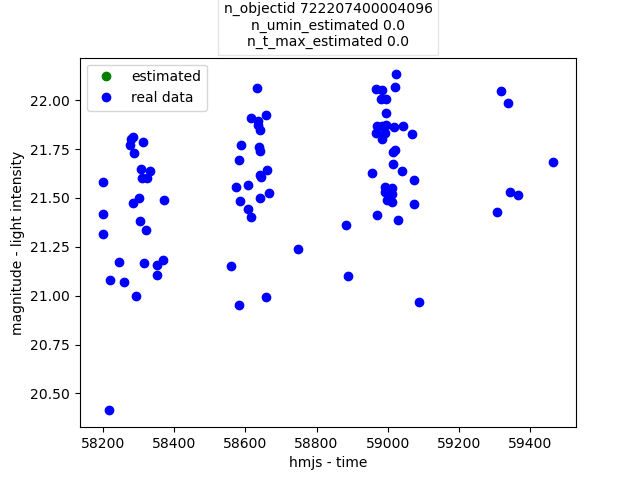 n_objectid 722207400004096
n_umin_estimated 0.0
n_t_max_estimated 0.0
estimated
real data
magnitude - light intensity
22.00
21.75
21.50
21.25
21.00
20.75
20.50
58200 58400 58600 58800 59000 59200 59400
hmjs - time